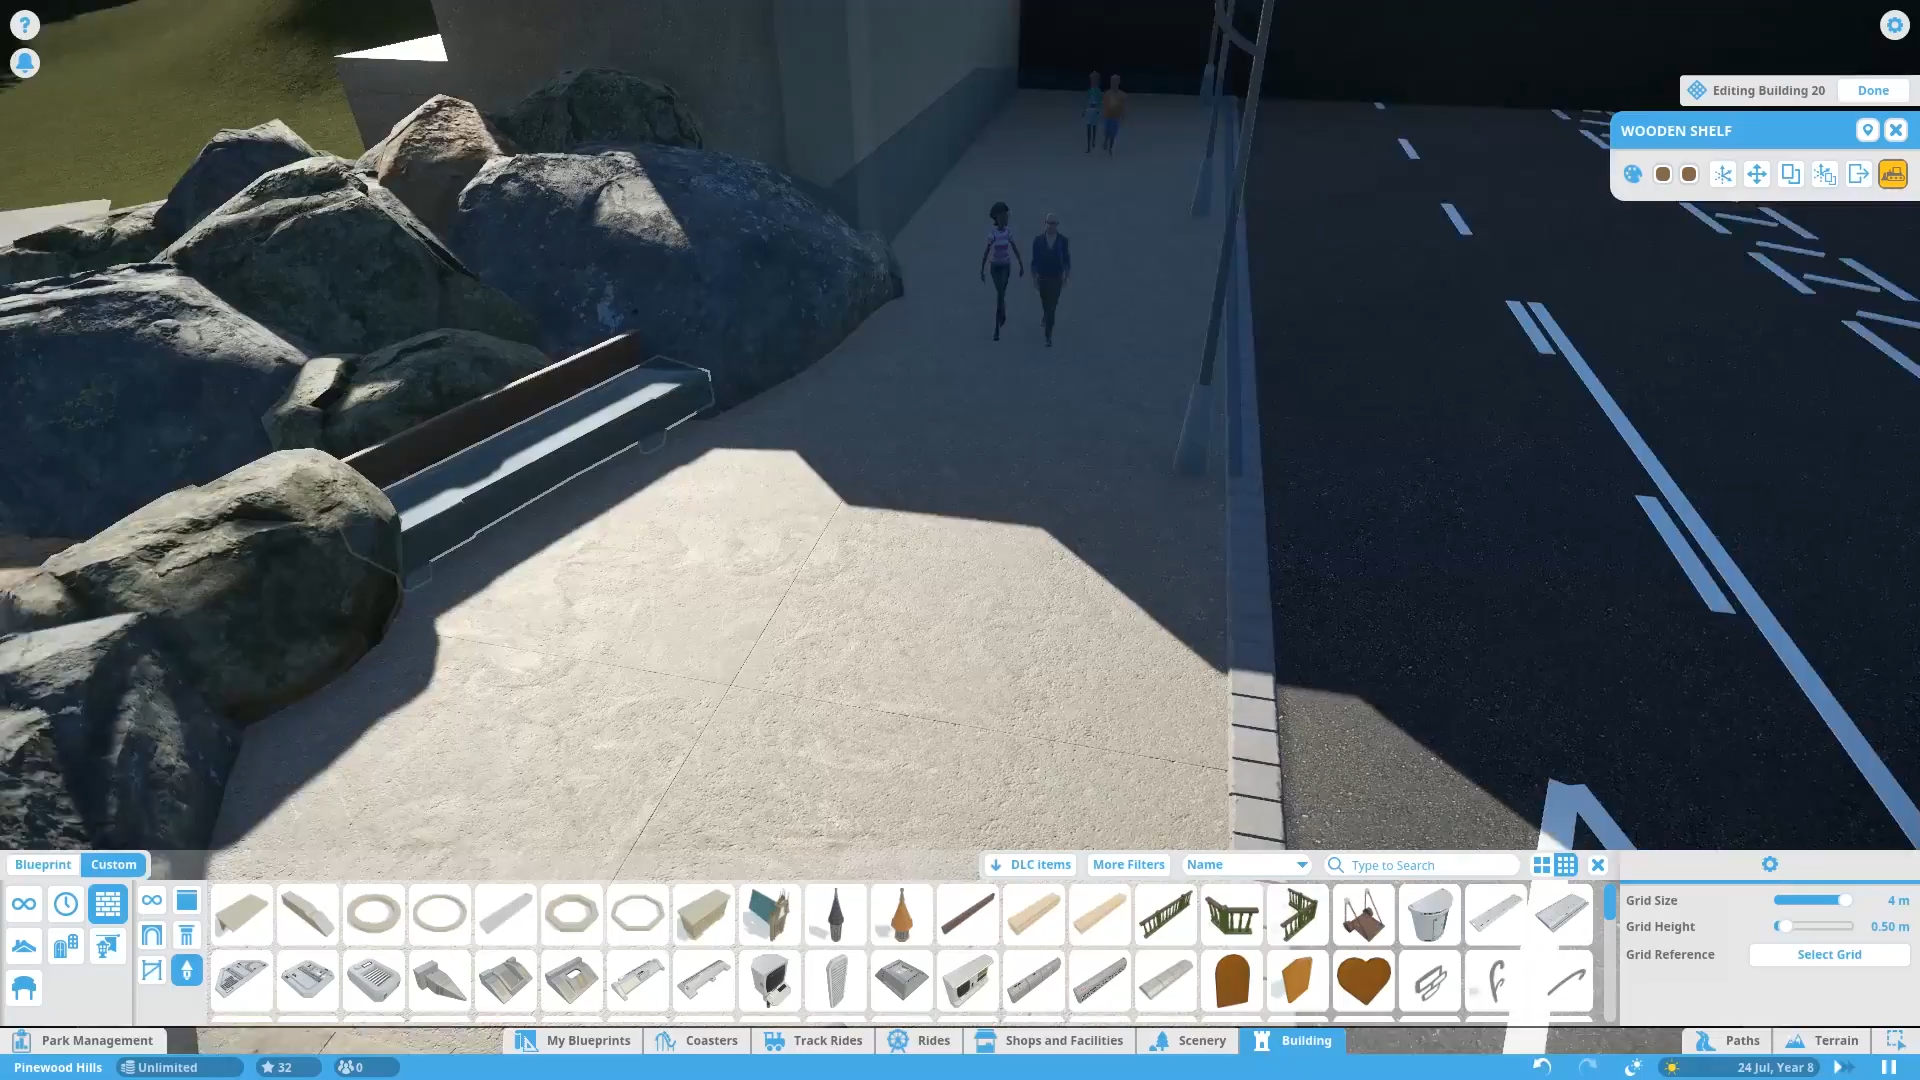 ?
Editing Building 20 Done
WOODEN SHELF
Blueprint Custom
DLC items More Filters Name Type to Search
Grid Size 4 m
Grid Height 0.50 m
Grid Reference Select Grid
Park Management My Blueprints Coasters Track Rides Rides Shops and Facilities Scenery Building Paths Terrain
Pinewood Hills Unlimited 32 0 24 Jul, Year 8